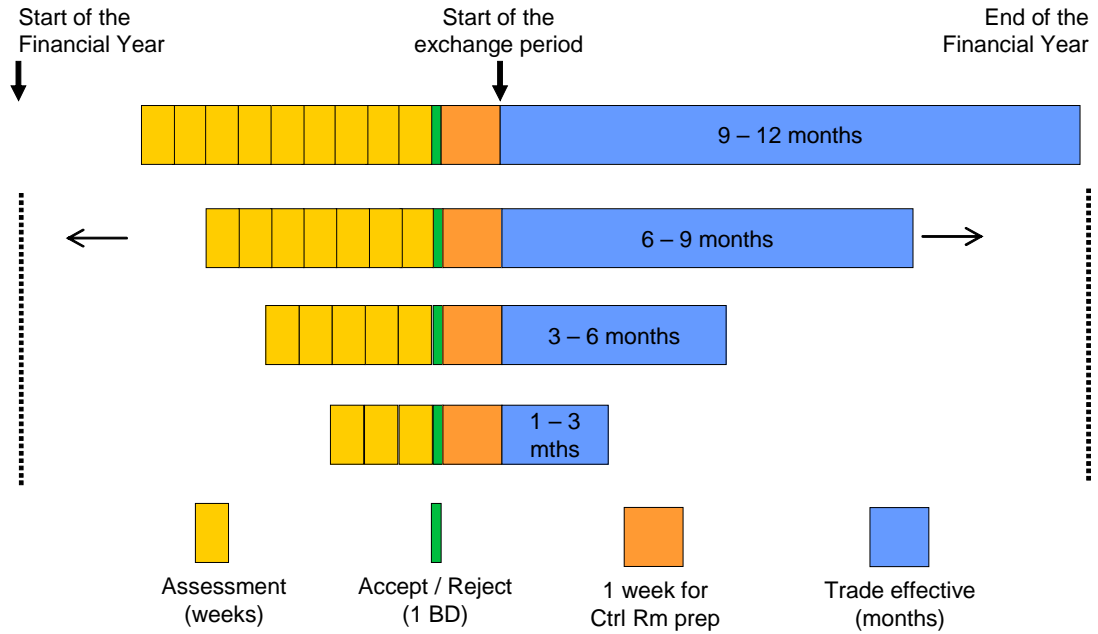 Start of the
Financial Year
Start of the
exchange period
End of the
Financial Year
9 – 12 months
6 – 9 months
3 – 6 months
1 – 3
mths
Assessment
(weeks)
Accept / Reject
(1 BD)
1 week for
Ctrl Rm prep
Trade effective
(months)